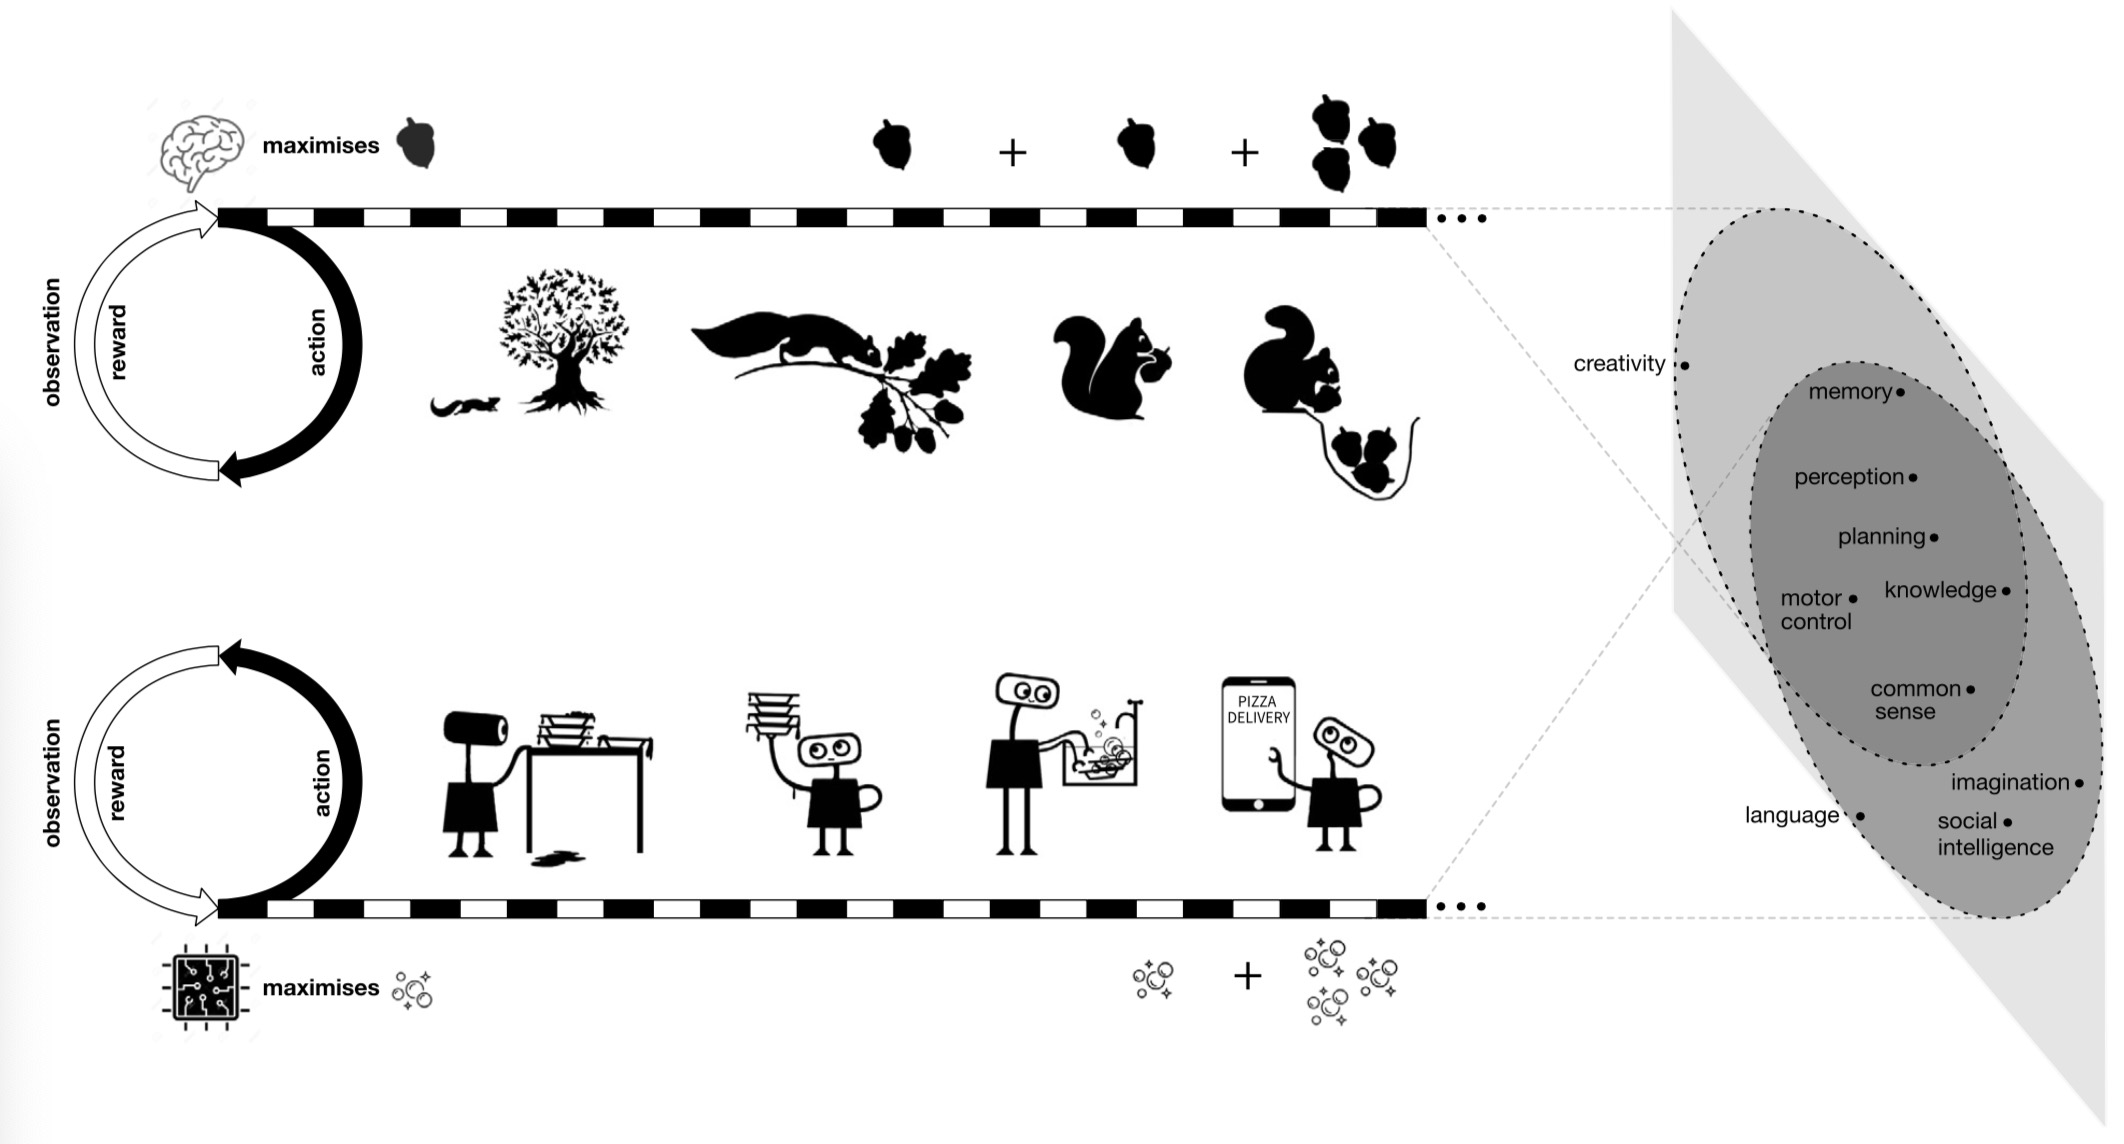 maximises
+
+
observation
reward
action
creativity
memory
perception
planning
knowledge
motor
control
common
sense
imagination
language
social
intelligence
observation
reward
action
PIZZA
DELIVERY
maximises
+